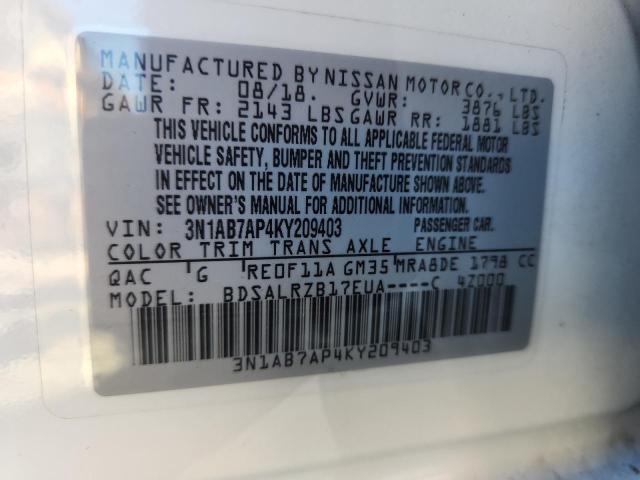 MANUFACTURED BY NISSAN MOTOR CO., LTD.
08/18. GVWR: 3876 LBS
GAWR FR: 2143 LBS GAWR RR: 1881 LBS
THIS VEHICLE CONFORMS TO ALL APPLICABLE FEDERAL MOTOR
VEHICLE SAFETY, BUMPER AND THEFT PREVENTION STANDARDS
IN EFFECT ON THE DATE OF MANUFACTURE SHOWN ABOVE.
SEE OWNER'S MANUAL FOR ADDITIONAL INFORMATION.
VIN: 3N1AB7AP4KY209403 PASSENGER CAR.
COLOR TRIM TRANS AXLE ENGINE
QAC G RE0F11A GM35 MRA8DE 1798 CC
MODEL: BDSALRZB17EUA----C 4Z000
3N1AB7AP4KY209403